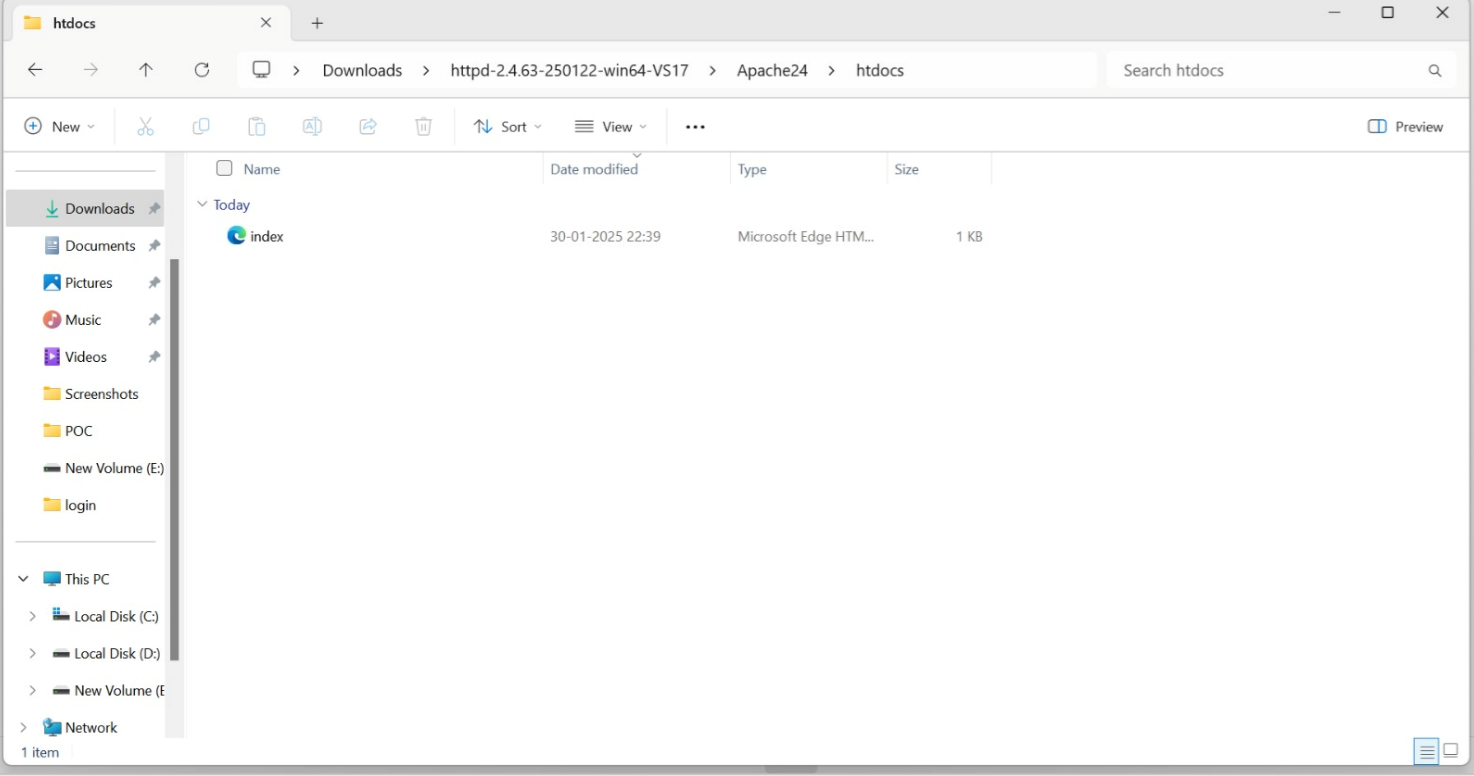 htdocs
Downloads > httpd-2.4.63-250122-win64-VS17 > Apache24 > htdocs
Search htdocs
New
Sort
View
Preview
Name Date modified Type Size
Today
index 30-01-2025 22:39 Microsoft Edge HTM... 1 KB
Downloads
Documents
Pictures
Music
Videos
Screenshots
POC
New Volume (E:)
login
This PC
Local Disk (C:)
Local Disk (D:)
New Volume (E
Network
1 item